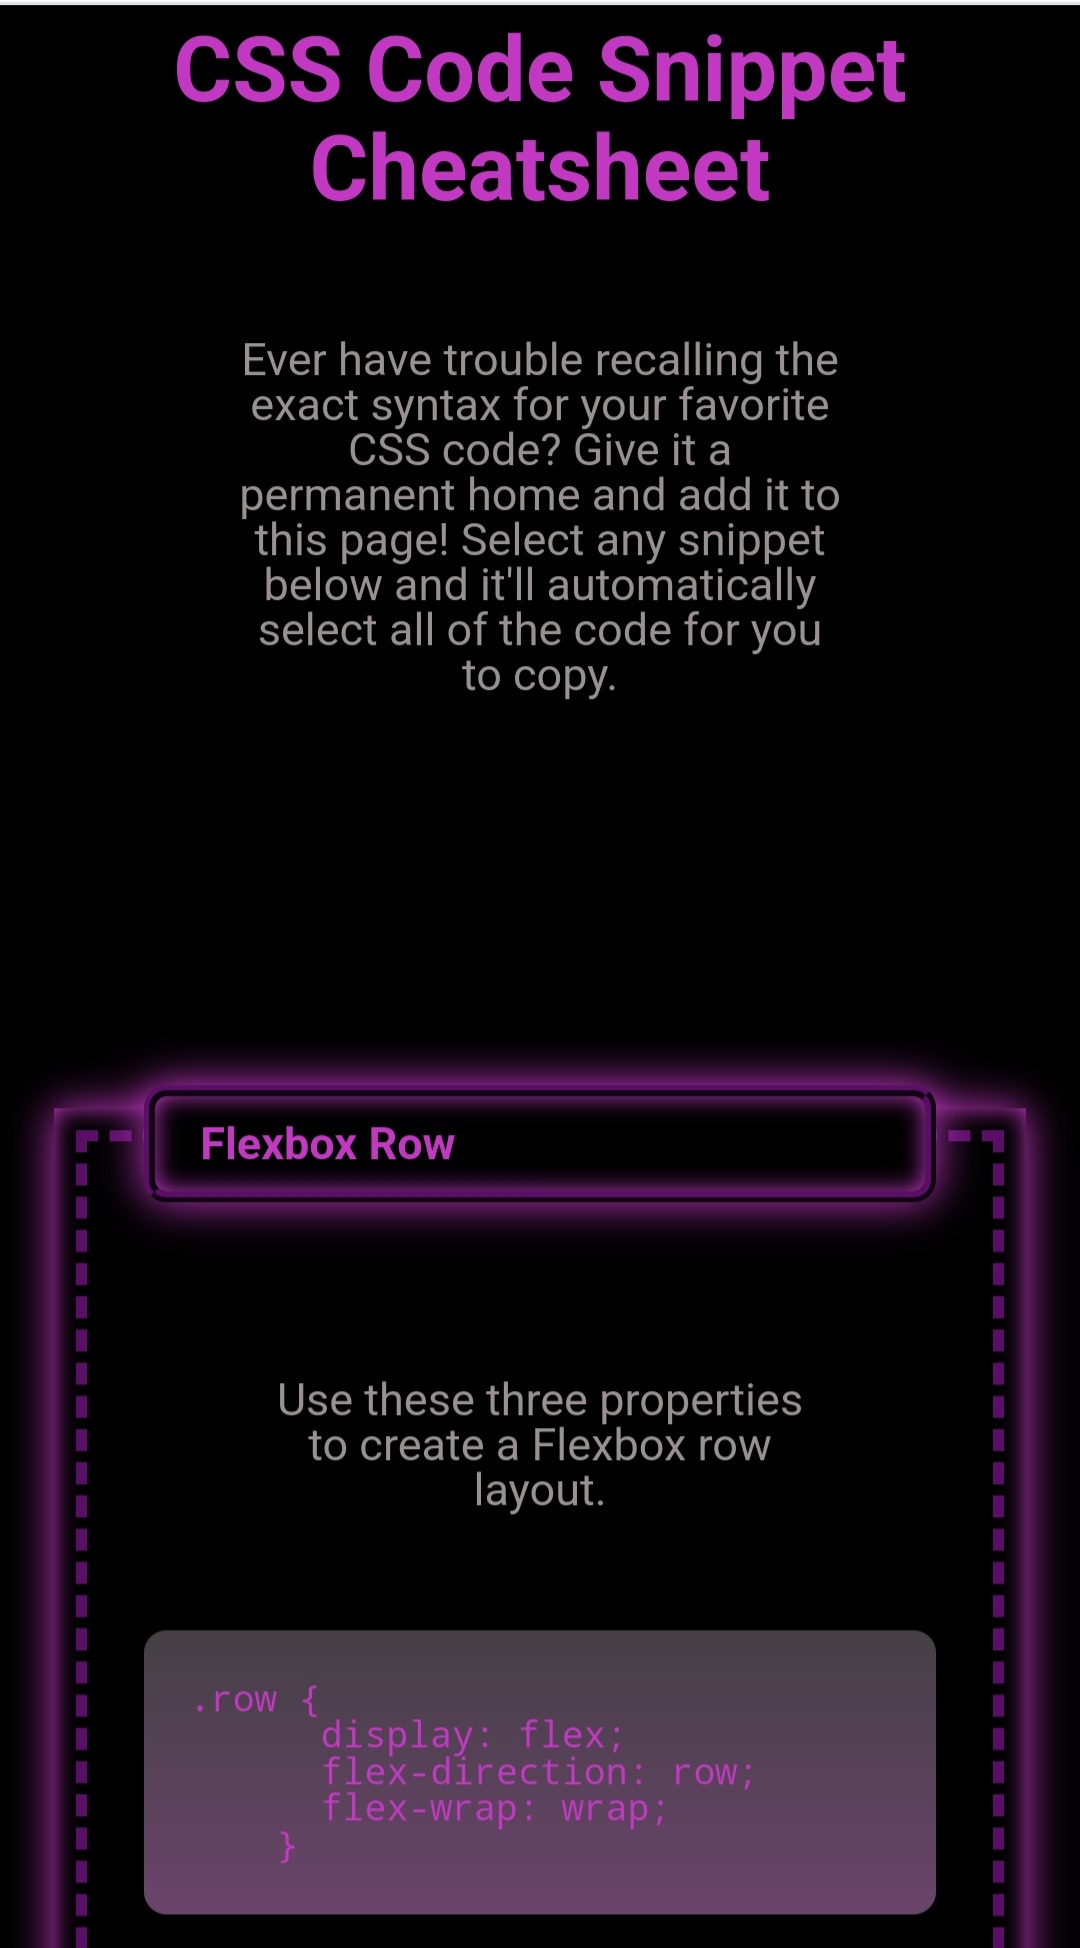 CSS Code Snippet
Cheatsheet
Ever have trouble recalling the
exact syntax for your favorite
CSS code? Give it a
permanent home and add it to
this page! Select any snippet
below and it'll automatically
select all of the code for you
to copy.
Flexbox Row
Use these three properties
to create a Flexbox row
layout.
.row {
display: flex;
flex-direction: row;
flex-wrap: wrap;
}